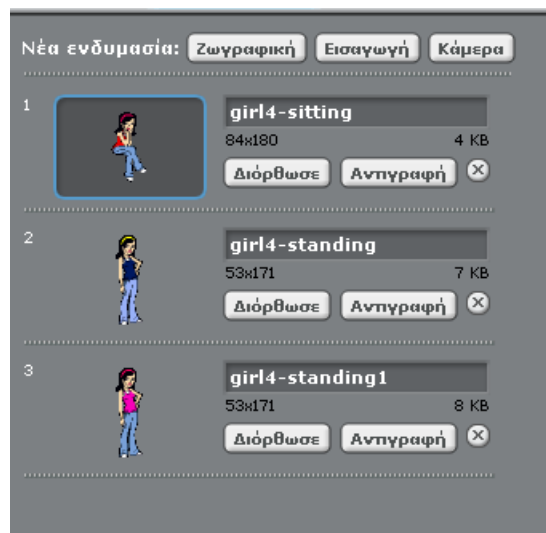 Νέα ενδυμασία: Ζωγραφική Εισαγωγή Κάμερα
1
girl4-sitting
84x180 4 KB
Διόρθωσε Αντιγραφή
2
girl4-standing
53x171 7 KB
Διόρθωσε Αντιγραφή
3
girl4-standing1
53x171 8 KB
Διόρθωσε Αντιγραφή